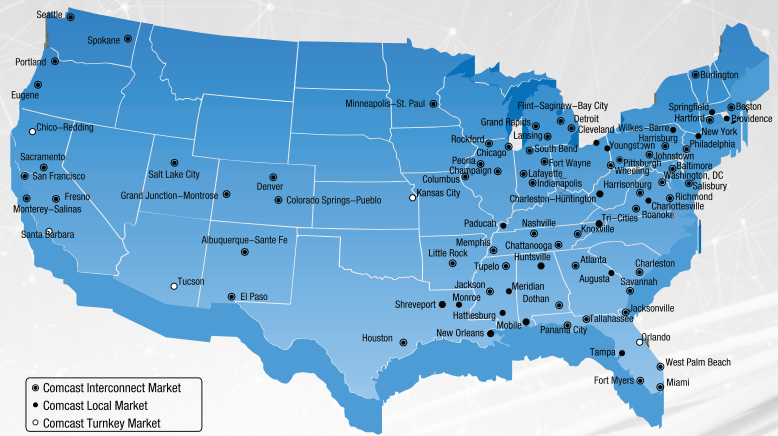 Seattle
Spokane
Portland
Eugene
Chico–Redding
Sacramento
San Francisco
Fresno
Monterey–Salinas
Santa Barbara
Salt Lake City
Grand Junction–Montrose
Denver
Colorado Springs–Pueblo
Albuquerque–Sante Fe
Tucson
El Paso
Minneapolis–St. Paul
Kansas City
Houston
Flint–Saginaw–Bay City
Grand Rapids
Detroit
Lansing
Cleveland
Rockford
Chicago
South Bend
Peoria
Fort Wayne
Champaign
Lafayette
Columbus
Indianapolis
Charleston–Huntington
Burlington
Springfield
Boston
Hartford
Providence
Wilkes–Barre
New York
Harrisburg
Youngstown
Philadelphia
Johnstown
Pittsburgh
Baltimore
Wheeling
Washington, DC
Harrisonburg
Salisbury
Richmond
Charlottesville
Roanoke
Paducah
Nashville
Tri–Cities
Knoxville
Memphis
Chattanooga
Little Rock
Huntsville
Tupelo
Atlanta
Charleston
Augusta
Savannah
Jackson
Meridian
Monroe
Dothan
Shreveport
Hattiesburg
Jacksonville
Mobile
Tallahassee
New Orleans
Panama City
Orlando
Tampa
West Palm Beach
Fort Myers
Miami
Comcast Interconnect Market
Comcast Local Market
Comcast Turnkey Market